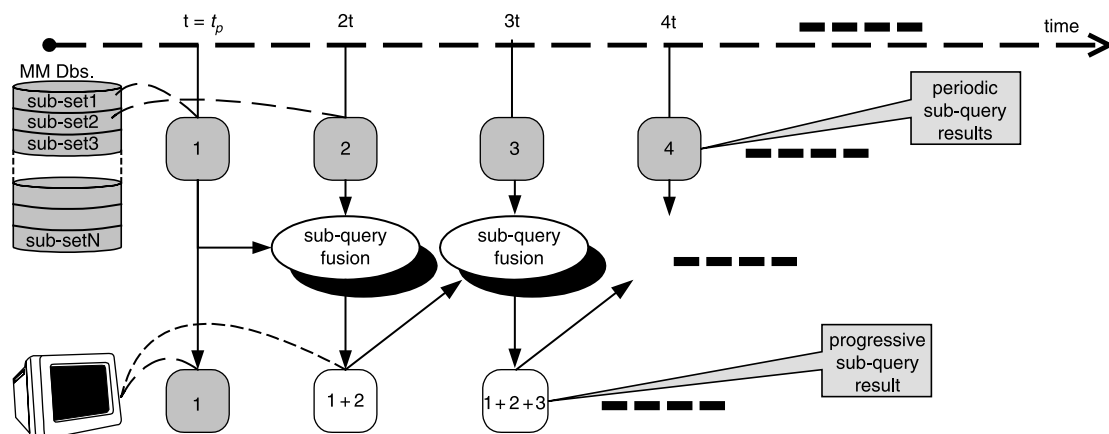 t = tp
2t
3t
4t
time
MM Dbs.
sub-set1
sub-set2
sub-set3
sub-setN
1
2
3
4
periodic
sub-query
results
sub-query
fusion
sub-query
fusion
1
1+2
1+2+3
progressive
sub-query
result